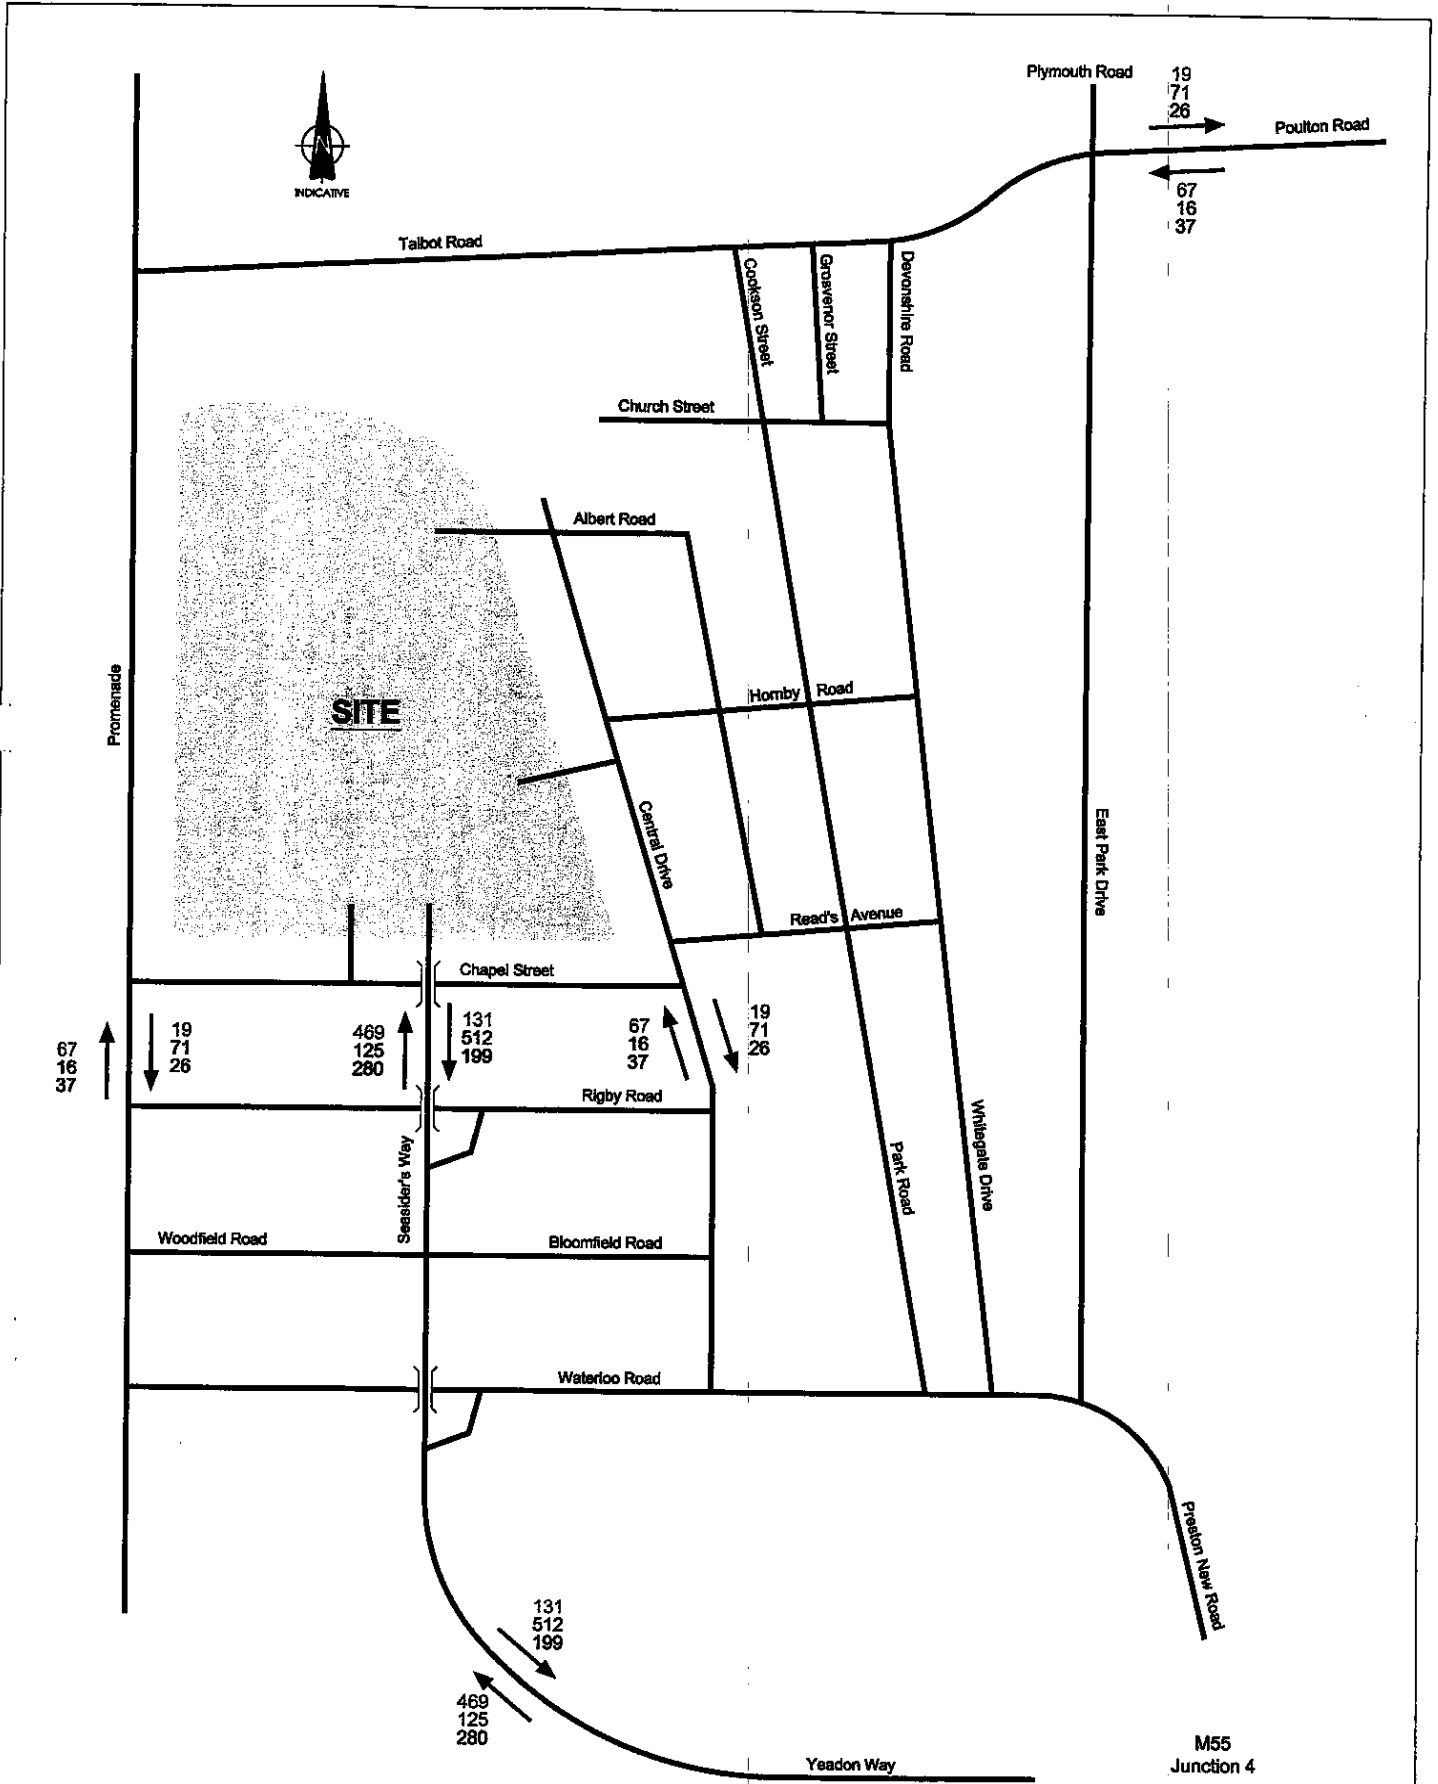 Plymouth Road
19
71
26
Poulton Road
67
16
37
N
INDICATIVE
Talbot Road
Cookson Street
Grosvenor Street
Devonshire Road
Church Street
Albert Road
Promenade
SITE
Hornby Road
Central Drive
East Park Drive
Read's Avenue
Chapel Street
67
16
37
19
71
26
469
125
280
131
512
199
67
16
37
19
71
26
Rigby Road
Seasider's Way
Park Road
Whitegate Drive
Woodfield Road
Bloomfield Road
Waterloo Road
Preston New Road
131
512
199
469
125
280
Yeadon Way
M55
Junction 4